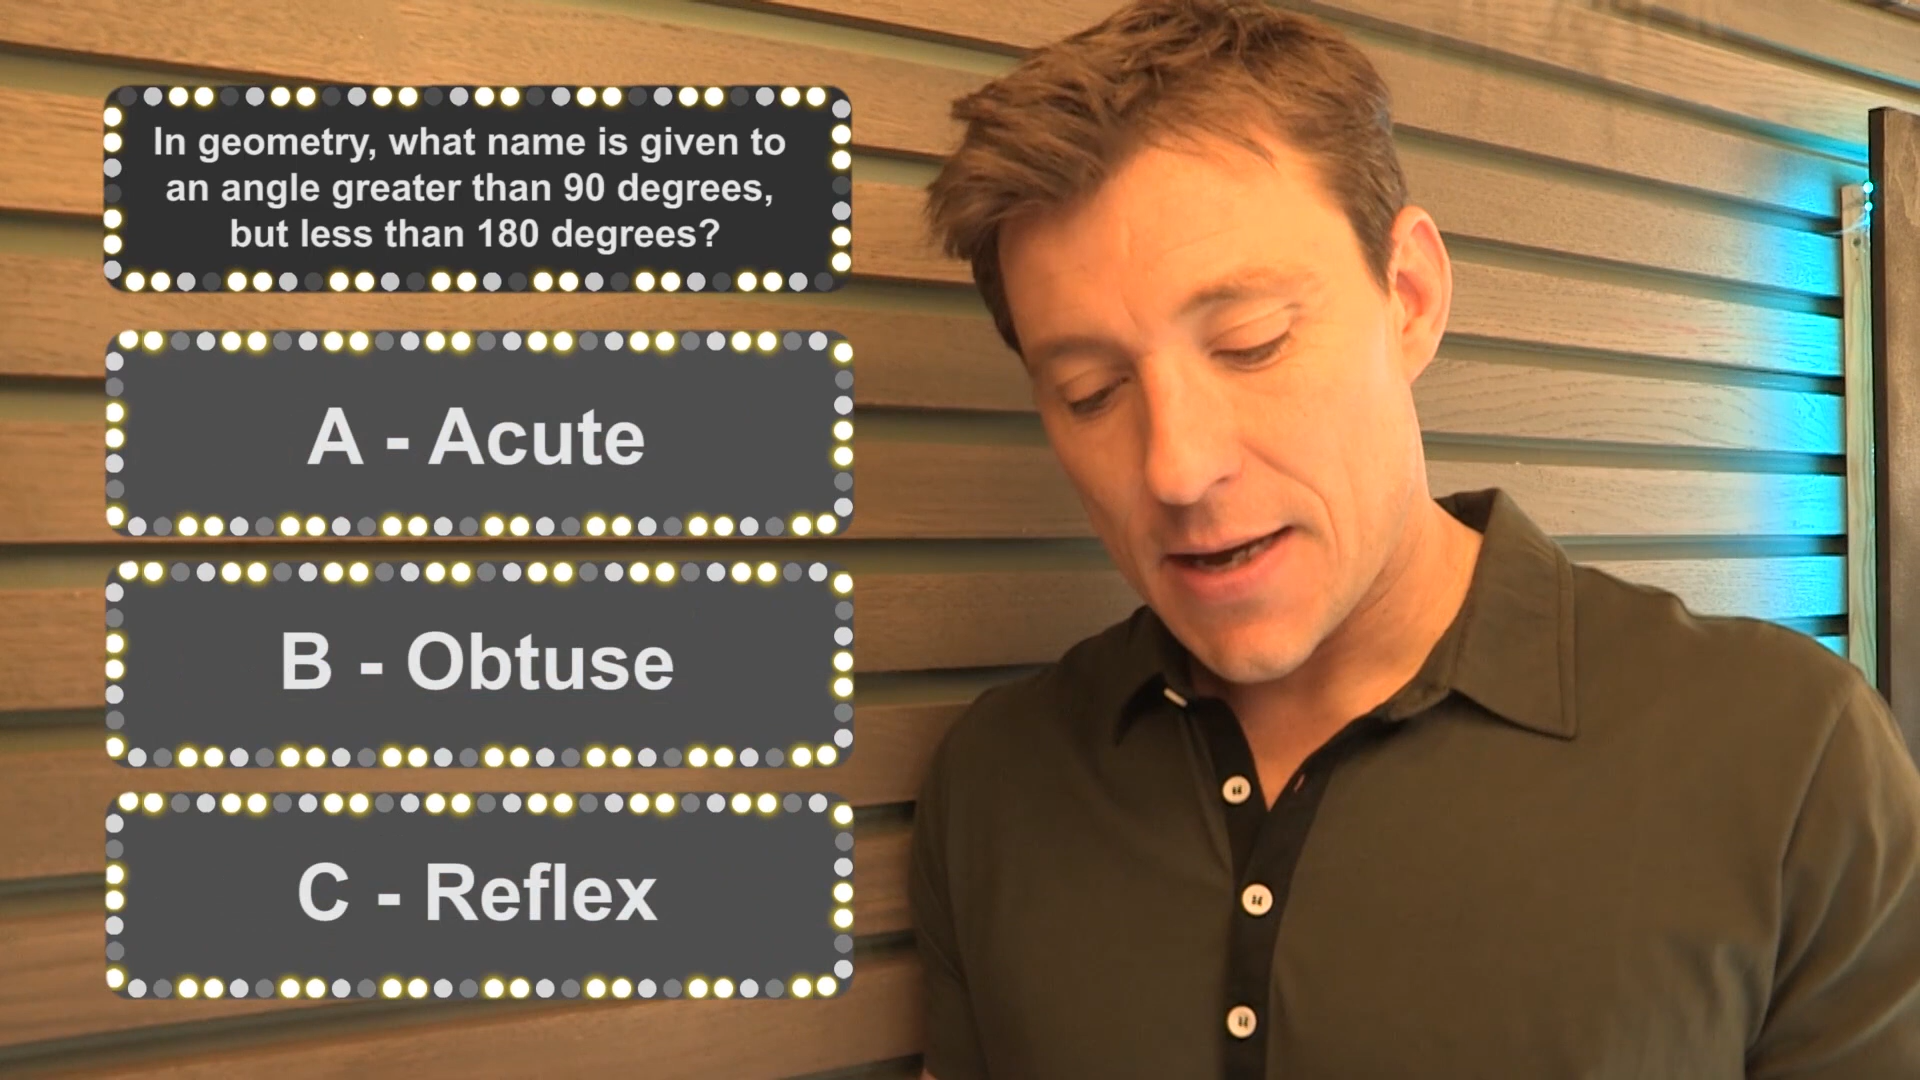 In geometry, what name is given to
an angle greater than 90 degrees,
but less than 180 degrees?
A - Acute
B - Obtuse
C - Reflex